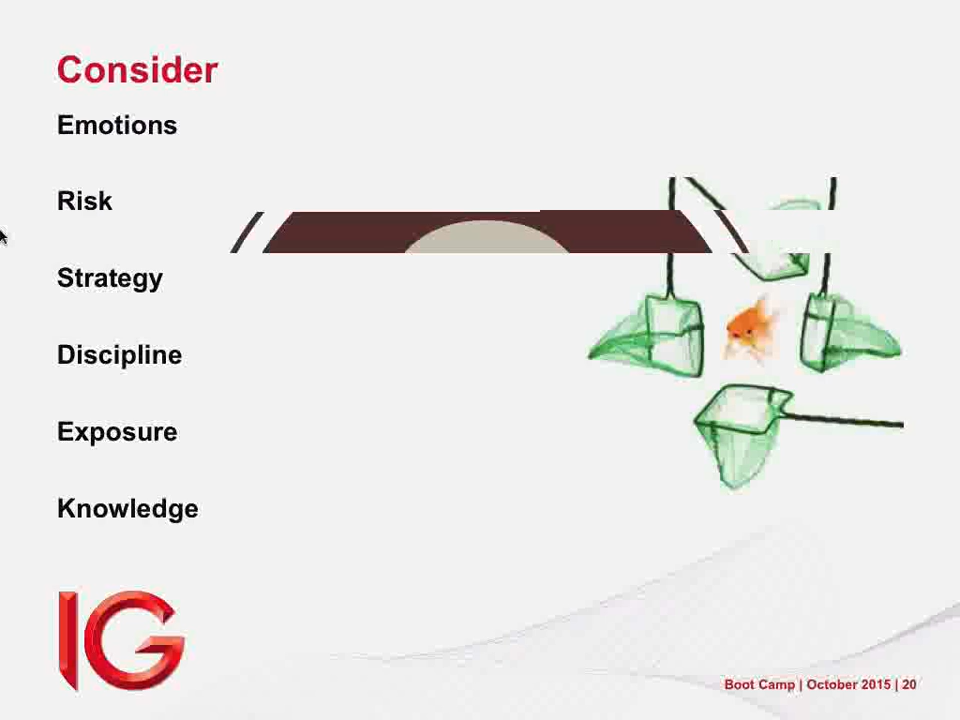 Consider
Emotions
Risk
Strategy
Discipline
Exposure
Knowledge
IG
Boot Camp | October 2015 | 20